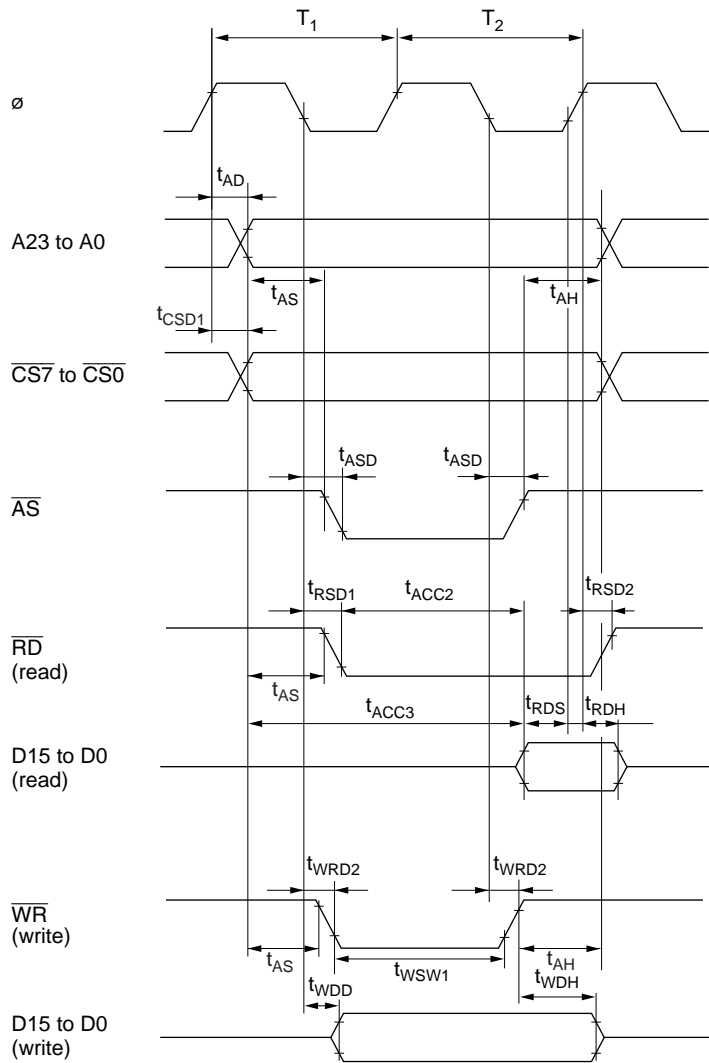 T1 T2
ø
tAD
A23 to A0
tAS tAH
tCSD1
CS7 to CS0
tASD tASD
AS
tRSD1 tACC2 tRSD2
RD
(read)
tAS
tACC3 tRDS tRDH
D15 to D0
(read)
tWRD2 tWRD2
WR
(write)
tAS tWSW1 tAH
tWDD tWDH
D15 to D0
(write)